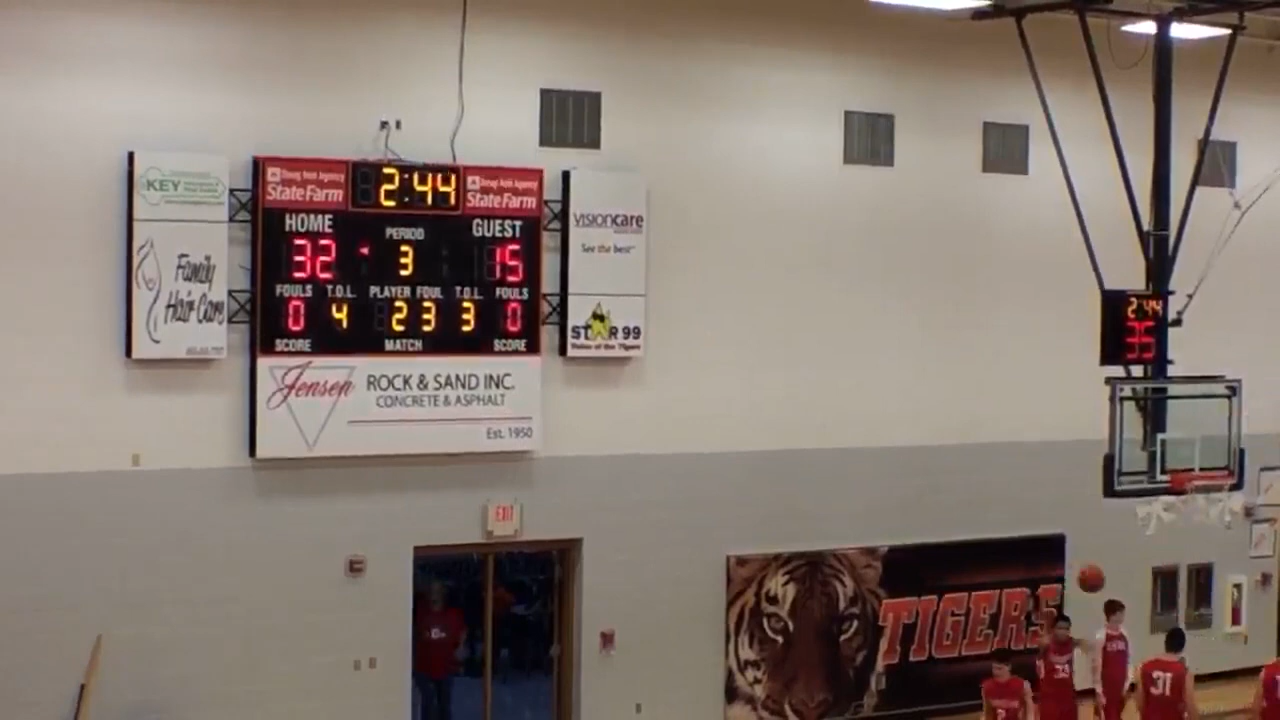 KEY
Family
Hair Care
State Farm
2:44
State Farm
HOME
PERIOD
GUEST
32
3
15
FOULS T.O.L. PLAYER FOUL T.O.L. FOULS
0 4 2 3 3 0
SCORE MATCH SCORE
Jensen
ROCK & SAND INC.
CONCRETE & ASPHALT
Est. 1950
VISIONCARE
See the best
STAR 99
Voice of the Tigers
2:44
35
EXIT
TIGERS
33
31